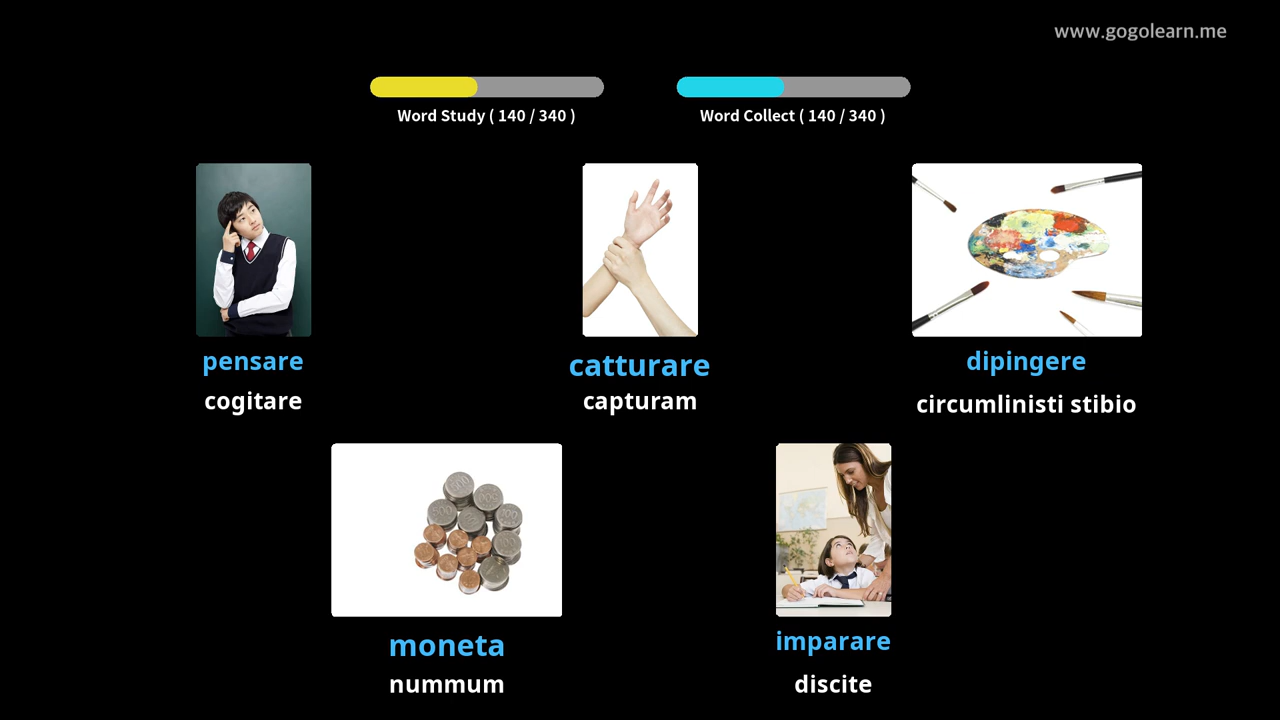 www.gogolearn.me
Word Study ( 140 / 340 )
Word Collect ( 140 / 340 )
pensare
cogitare
catturare
capturam
dipingere
circumlinisti stibio
moneta
nummum
imparare
discite